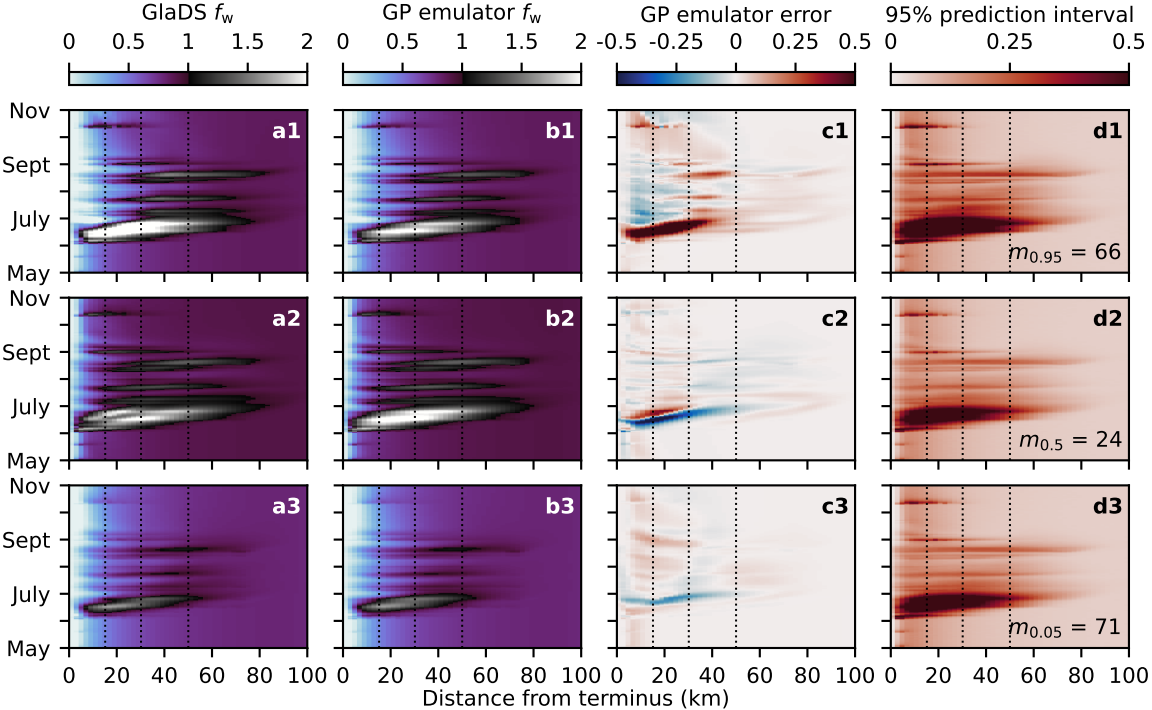 GlaDS f_w GP emulator f_w GP emulator error 95% prediction interval
0 0.5 1 1.5 2 0 0.5 1 1.5 2 -0.5 -0.25 0 0.25 0.5 0 0.25 0.5
Nov a1 b1 c1 d1
Sept
July
m_0.95 = 66
May
Nov a2 b2 c2 d2
Sept
July
m_0.5 = 24
May
Nov a3 b3 c3 d3
Sept
July
m_0.05 = 71
May
0 20 40 60 80 100 0 20 40 60 80 100 0 20 40 60 80 100 0 20 40 60 80 100
Distance from terminus (km)